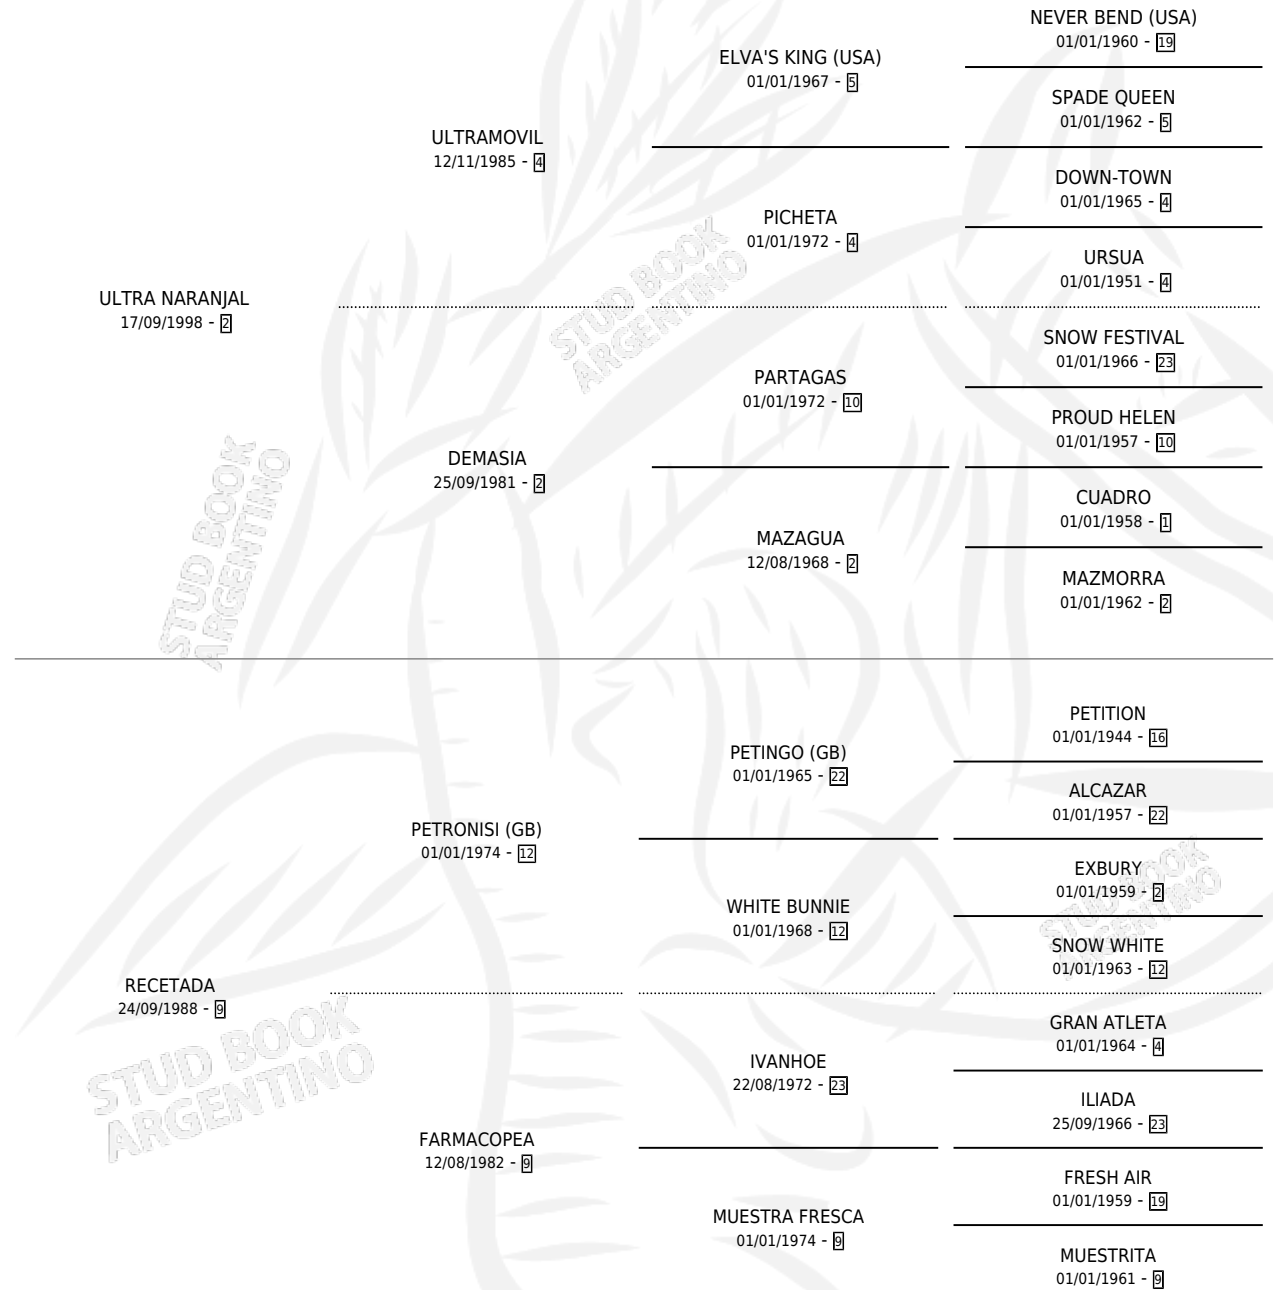 NEVER BEND (USA)
01/01/1960 - 19
ELVA'S KING (USA)
01/01/1967 - 5
SPADE QUEEN
01/01/1962 - 5
ULTRAMOVIL
12/11/1985 - 4
DOWN-TOWN
01/01/1965 - 4
PICHETA
01/01/1972 - 4
URSUA
01/01/1951 - 4
ULTRA NARANJAL
17/09/1998 - 2
SNOW FESTIVAL
01/01/1966 - 23
PARTAGAS
01/01/1972 - 10
PROUD HELEN
01/01/1957 - 10
DEMASIA
25/09/1981 - 2
CUADRO
01/01/1958 - 1
MAZAGUA
12/08/1968 - 2
MAZMORRA
01/01/1962 - 2
STUD BOOK
ARGENTINO
STUD BOOK
ARGENTINO
PETITION
01/01/1944 - 16
PETINGO (GB)
01/01/1965 - 22
ALCAZAR
01/01/1957 - 22
PETRONISI (GB)
01/01/1974 - 12
EXBURY
01/01/1959 - 2
WHITE BUNNIE
01/01/1968 - 12
SNOW WHITE
01/01/1963 - 12
RECETADA
24/09/1988 - 9
GRAN ATLETA
01/01/1964 - 4
IVANHOE
22/08/1972 - 23
ILIADA
25/09/1966 - 23
FARMACOPEA
12/08/1982 - 9
FRESH AIR
01/01/1959 - 19
MUESTRA FRESCA
01/01/1974 - 9
MUESTRITA
01/01/1961 - 9
STUD BOOK
ARGENTINO
STUD BOOK
ARGENTINO